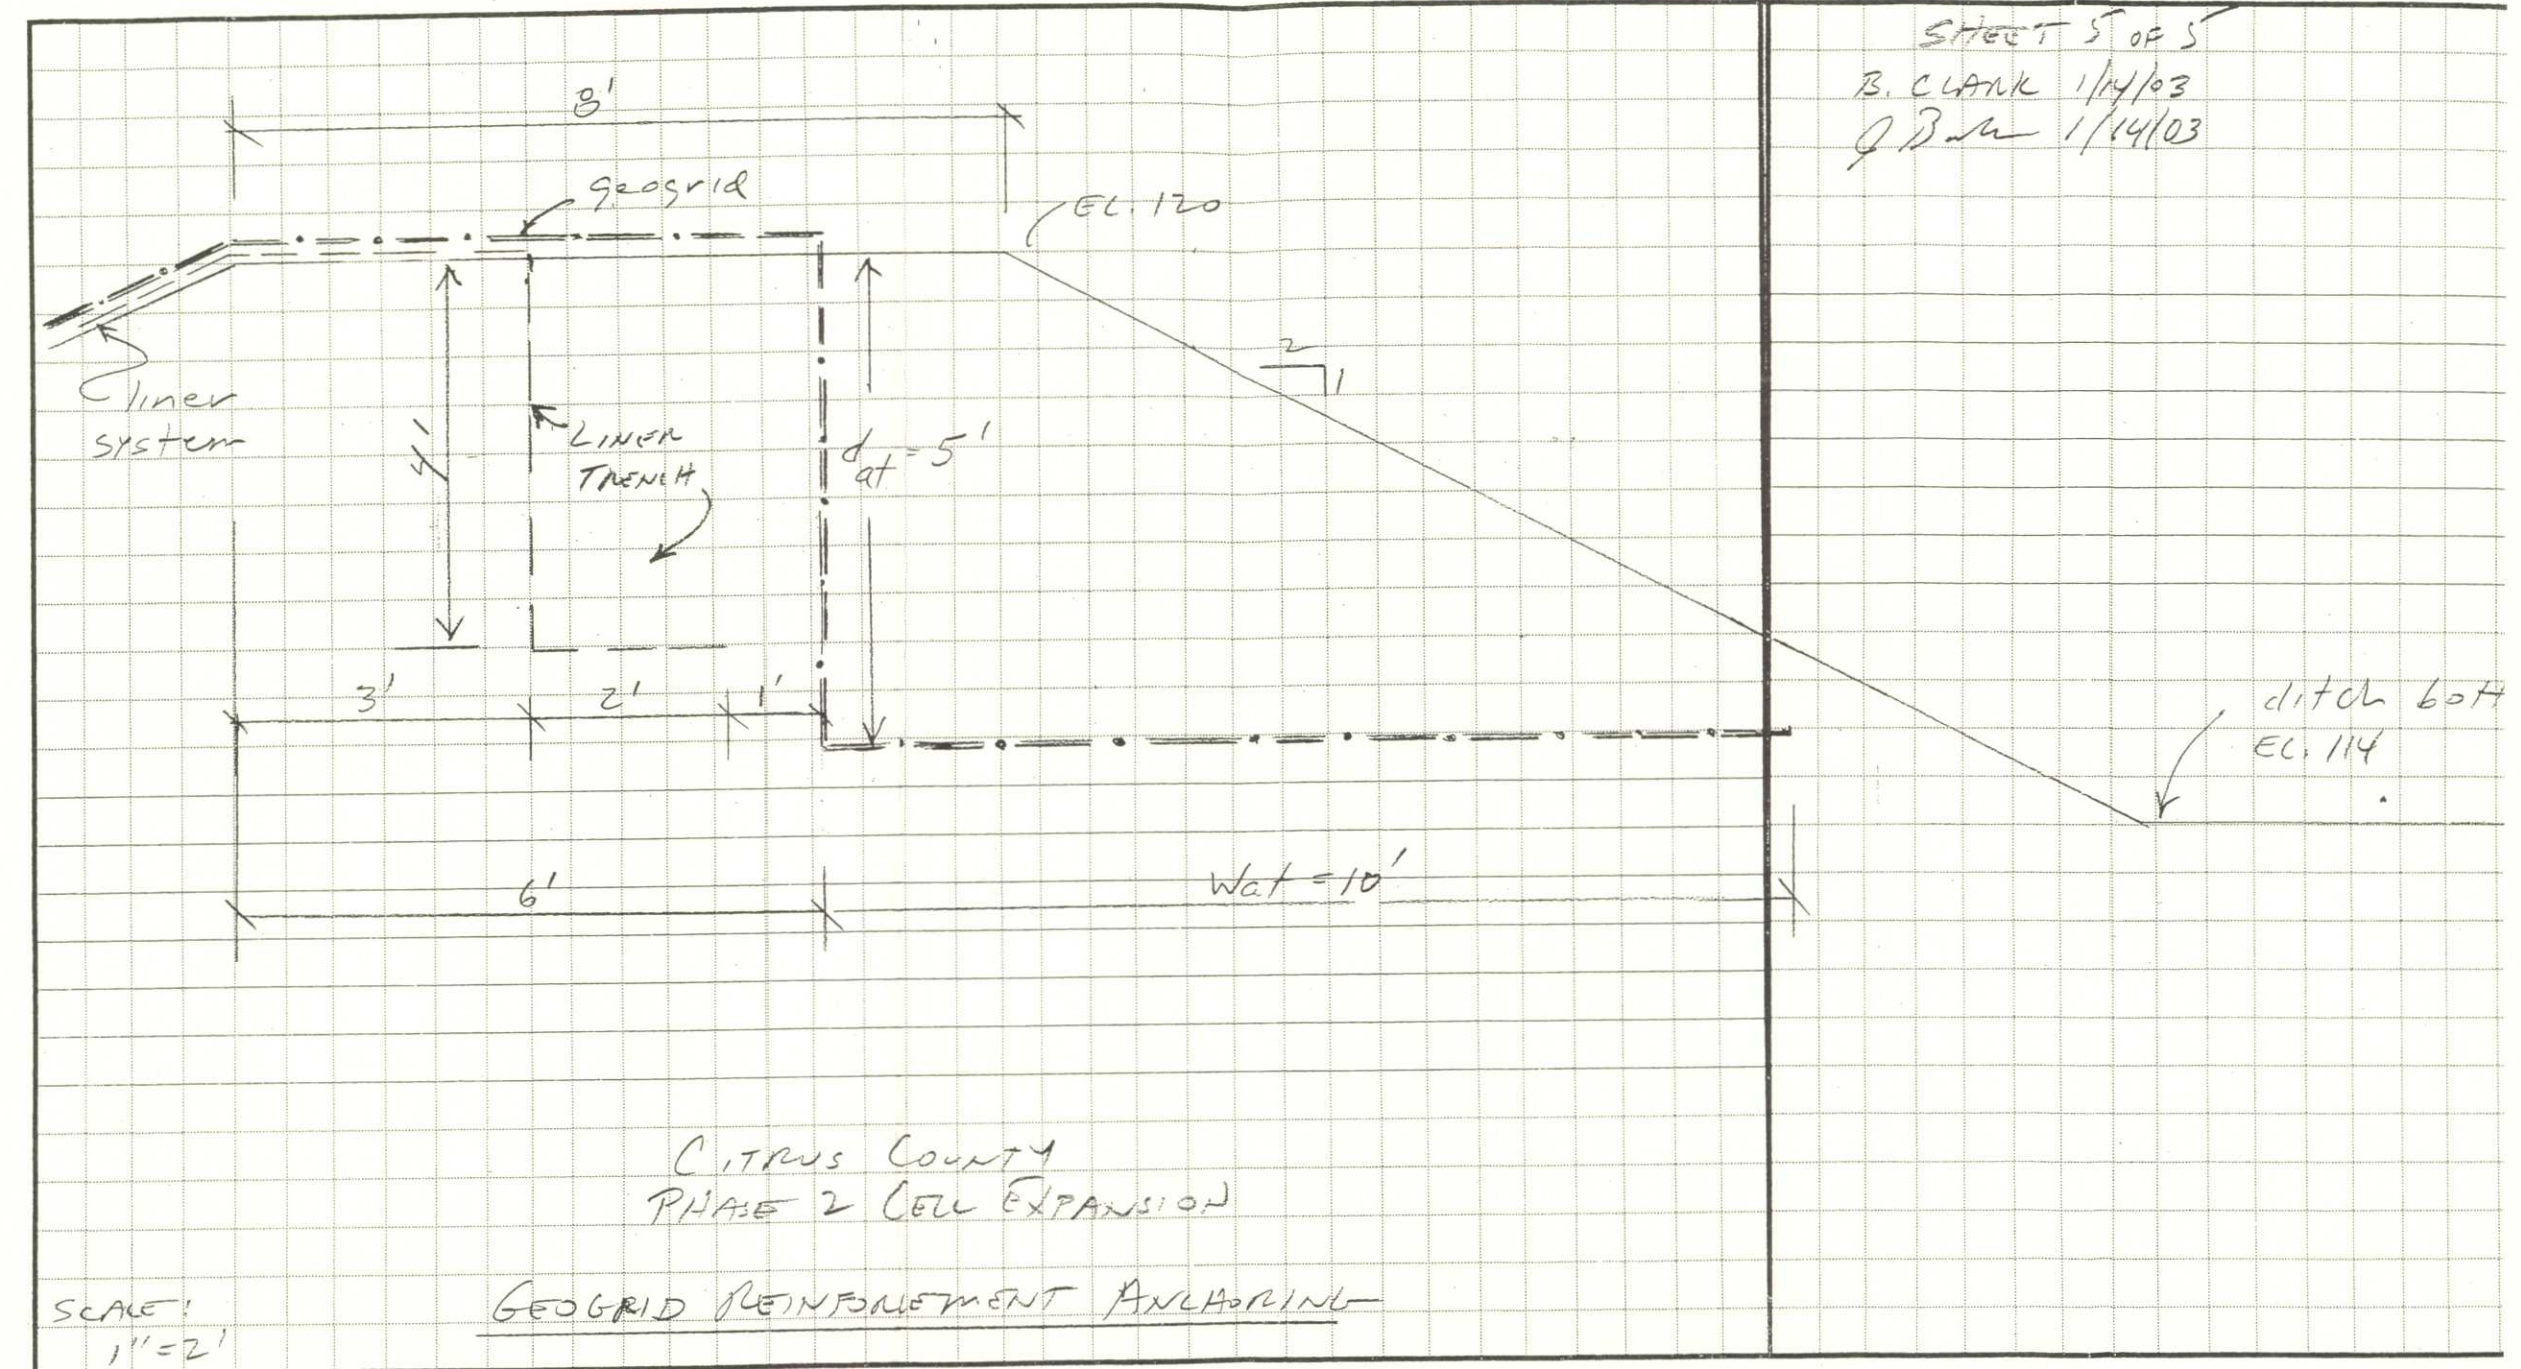 SHEET 5 OF 5
B. CLARK 1/14/03
1/14/03
8'
geogrid
EL. 120
2
1
liner
system
4'
LINER
TRENCH
dat = 5'
3'
2'
1'
ditch bott
EL. 114
6'
Wat = 10'
CITRUS COUNTY
PHASE 2 CELL EXPANSION
GEOGRID REINFORCEMENT ANCHORING
SCALE:
1"=2'